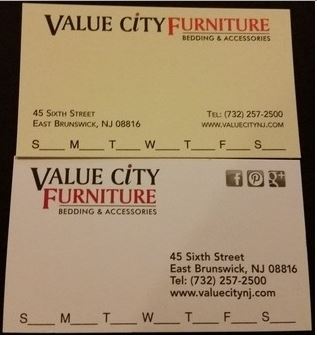 VALUE CiTY FURNITURE
BEDDING & ACCESSORIES
45 SIXTH STREET
EAST BRUNSWICK, NJ 08816
TEL: (732) 257-2500
WWW.VALUECITYNJ.COM
S___ M___ T___ W___ T___ F___ S___
VALUE CiTY
FURNITURE
BEDDING & ACCESSORIES
f P g+
45 Sixth Street
East Brunswick, NJ 08816
Tel: (732) 257-2500
www.valuecitynj.com
S___ M___ T___ W___ T___ F___ S___